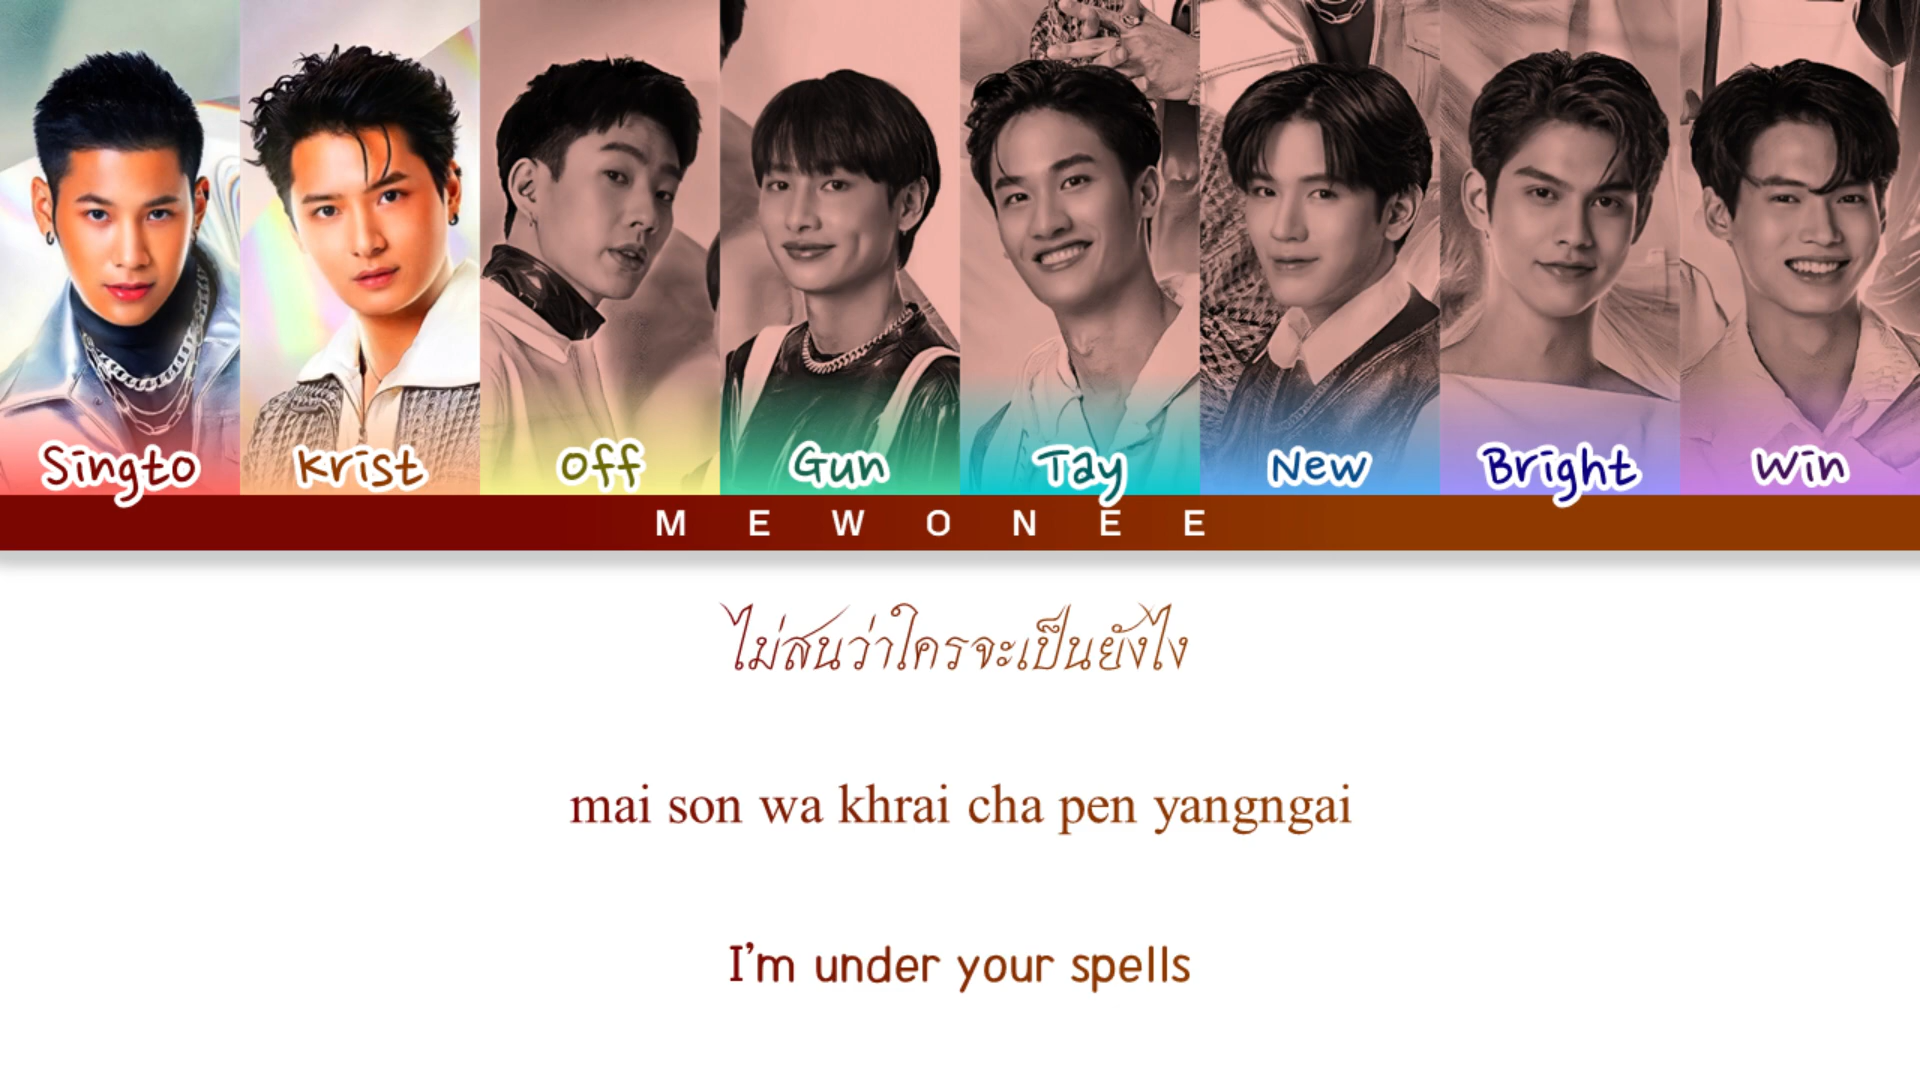 Singto Krist Off Gun Tay New Bright Win
MEWONEE
ไม่สนว่าใครจะเป็นยังไง
mai son wa khrai cha pen yangngai
I'm under your spells